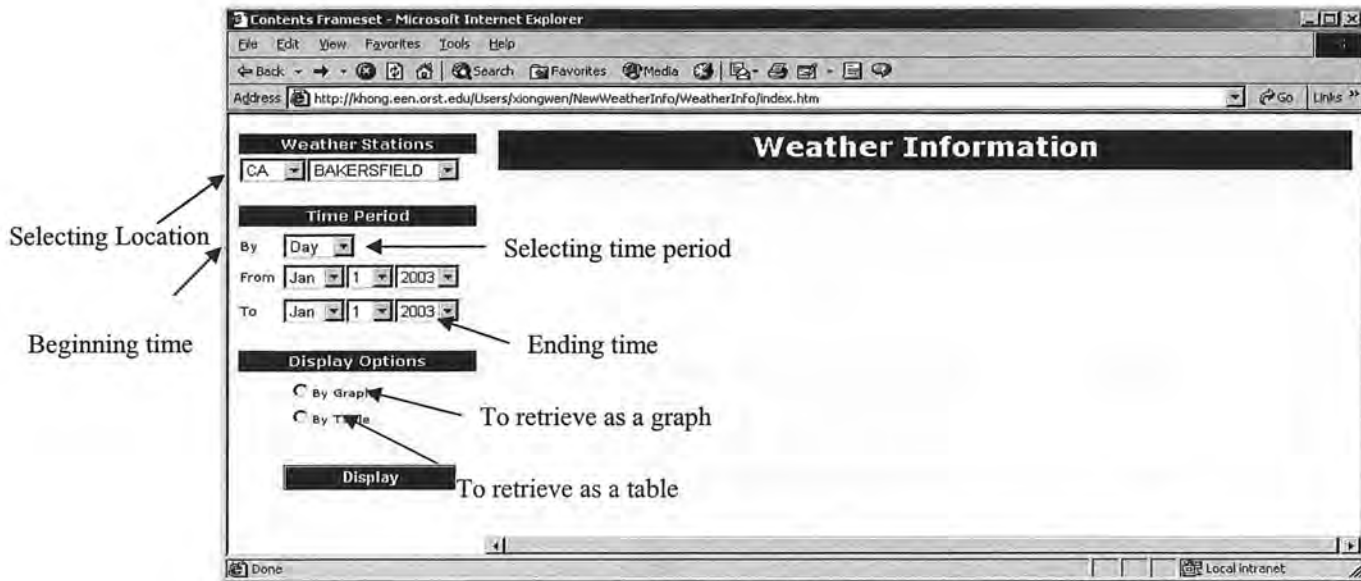 Contents Frameset - Microsoft Internet Explorer
File Edit View Favorites Tools Help
Back Search Favorites Media
Address http://khong.een.orst.edu/Users/xiongwen/NewWeatherInfo/WeatherInfo/index.htm Go Links »
Weather Stations
Weather Information
CA BAKERSFIELD
Time Period
Selecting Location
By Day
Selecting time period
From Jan 1 2003
To Jan 1 2003
Beginning time
Ending time
Display Options
By Graph
To retrieve as a graph
By
Display
To retrieve as a table
Done
Local intranet